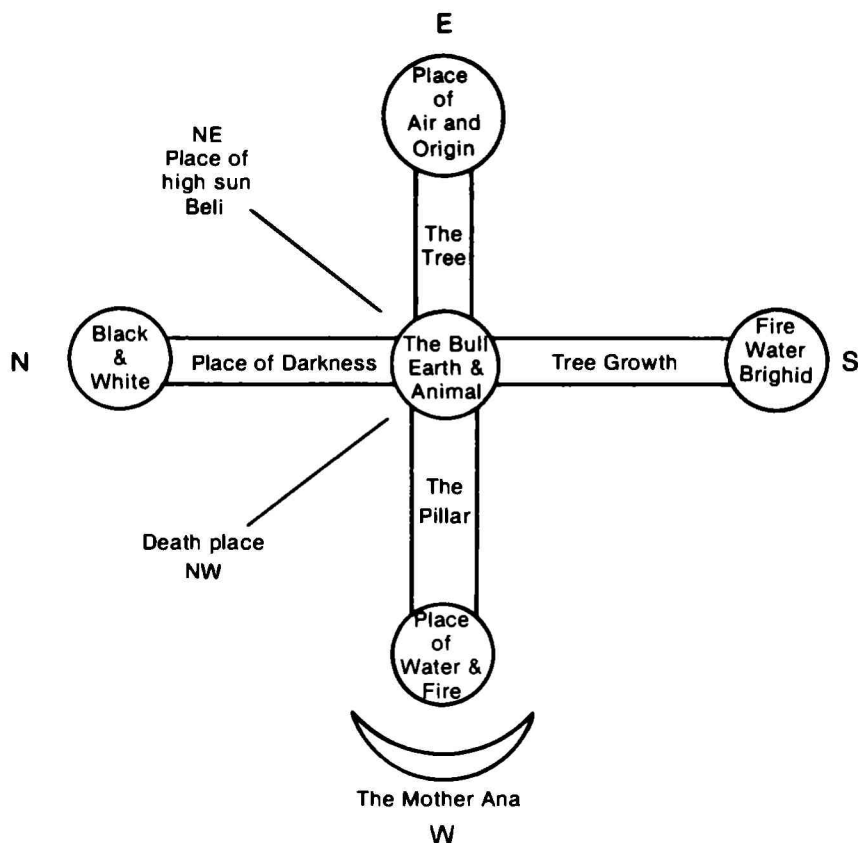 E
Place
of
Air and
Origin
NE
Place of
high sun
Beli
The
Tree
N
Black
&
White
Place of Darkness
The Bull
Earth &
Animal
Tree Growth
Fire
Water
Brighid
S
The
Pillar
Death place
NW
Place
of
Water &
Fire
The Mother Ana
W